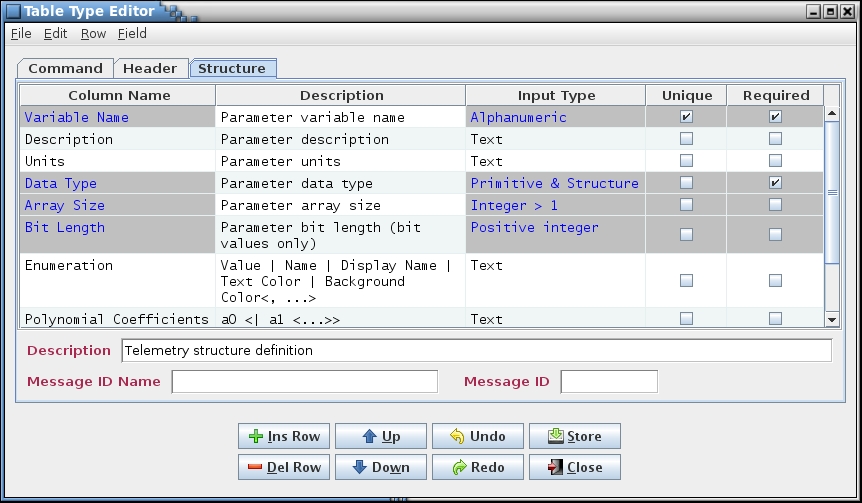 Table Type Editor
File Edit Row Field
Command Header Structure
Column Name Description Input Type Unique Required
Variable Name Parameter variable name Alphanumeric
Description Parameter description Text
Units Parameter units Text
Data Type Parameter data type Primitive & Structure
Array Size Parameter array size Integer > 1
Bit Length Parameter bit length (bit Positive integer
values only)
Enumeration Value | Name | Display Name | Text
Text Color | Background
Color<, ...>
Polynomial Coefficients a0 <| a1 <...>> Text
Description Telemetry structure definition
Message ID Name Message ID
Ins Row Up Undo Store
Del Row Down Redo Close